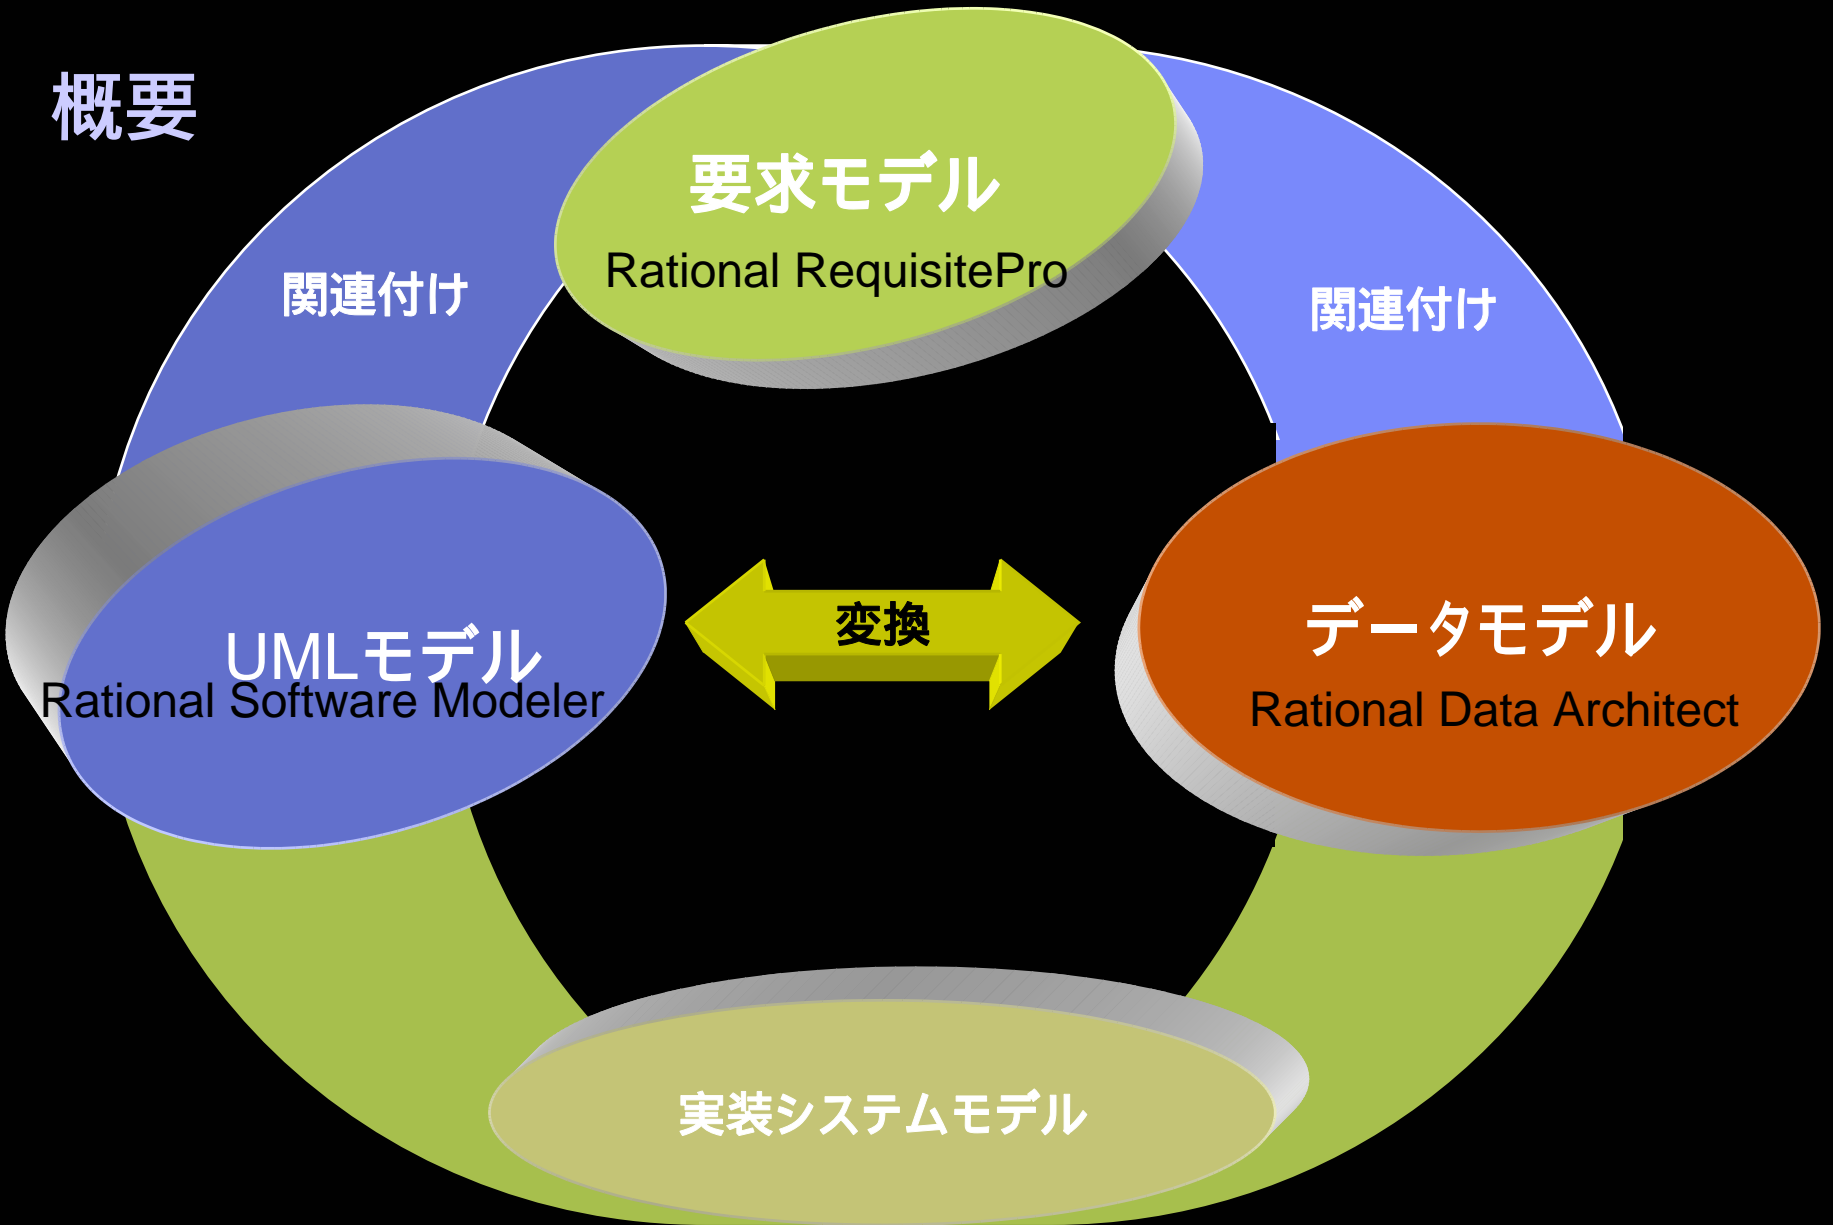 概要
要求モデル
Rational RequisitePro
関連付け
関連付け
変換
UMLモデル
Rational Software Modeler
データモデル
Rational Data Architect
実装システムモデル